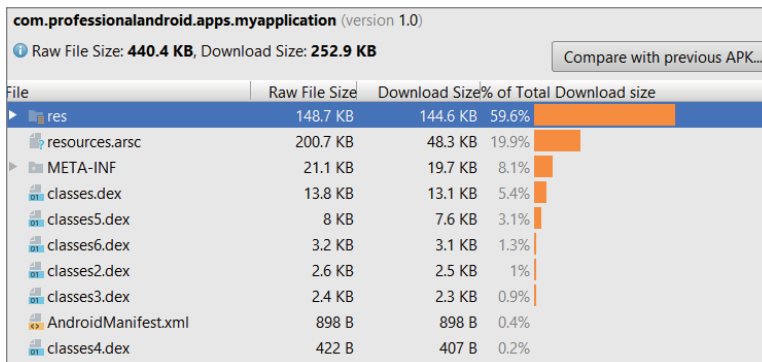 com.professionalandroid.apps.myapplication (version 1.0)
Raw File Size: 440.4 KB, Download Size: 252.9 KB
Compare with previous APK...
File Raw File Size Download Size % of Total Download size
res 148.7 KB 144.6 KB 59.6%
resources.arsc 200.7 KB 48.3 KB 19.9%
META-INF 21.1 KB 19.7 KB 8.1%
classes.dex 13.8 KB 13.1 KB 5.4%
classes5.dex 8 KB 7.6 KB 3.1%
classes6.dex 3.2 KB 3.1 KB 1.3%
classes2.dex 2.6 KB 2.5 KB 1%
classes3.dex 2.4 KB 2.3 KB 0.9%
AndroidManifest.xml 898 B 898 B 0.4%
classes4.dex 422 B 407 B 0.2%